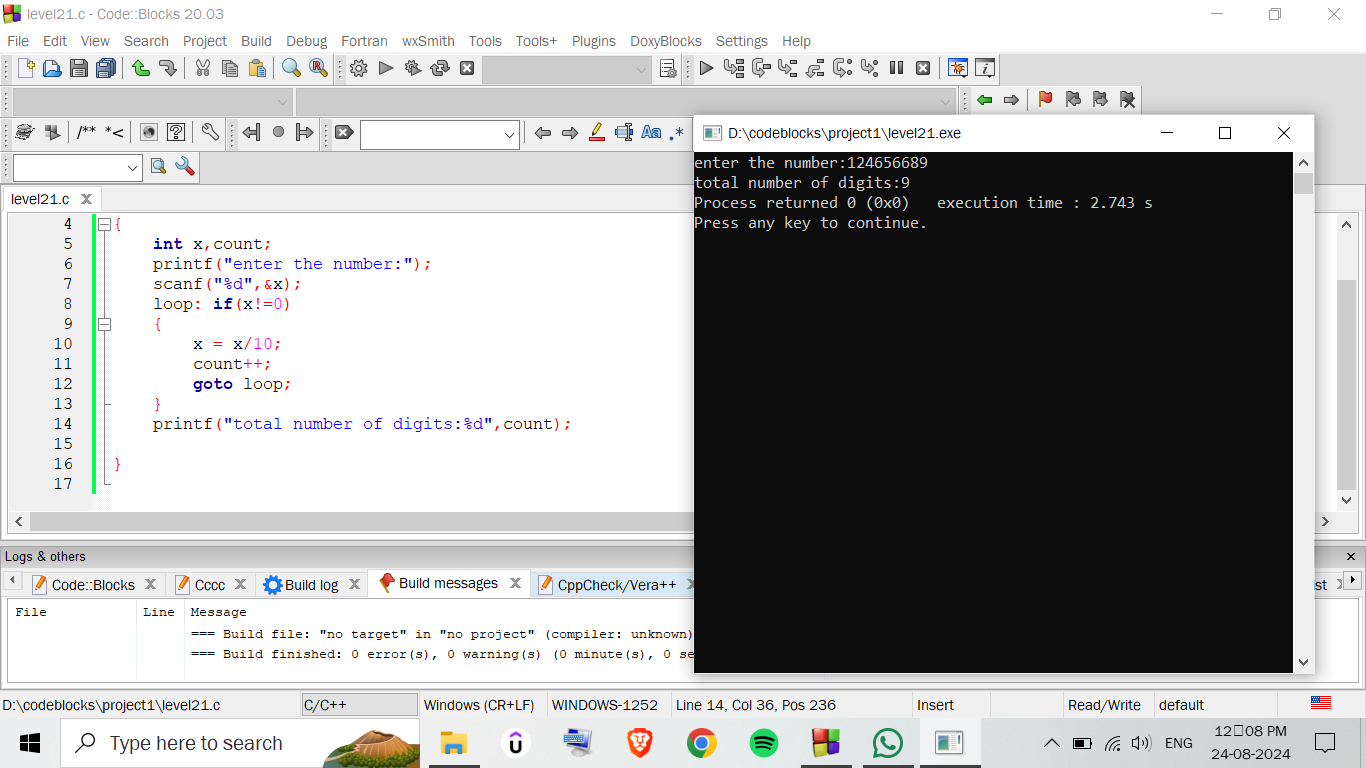 level21.c - Code::Blocks 20.03
File Edit View Search Project Build Debug Fortran wxSmith Tools Tools+ Plugins DoxyBlocks Settings Help
/** *<
Aa .*
level21.c
4 {
5 int x,count;
6 printf("enter the number:");
7 scanf("%d",&x);
8 loop: if(x!=0)
9 {
10 x = x/10;
11 count++;
12 goto loop;
13 }
14 printf("total number of digits:%d",count);
15
16 }
17
D:\codeblocks\project1\level21.exe
enter the number:124656689
total number of digits:9
Process returned 0 (0x0)   execution time : 2.743 s
Press any key to continue.
Logs & others
Code::Blocks Cccc Build log Build messages CppCheck/Vera++
File Line Message
=== Build file: "no target" in "no project" (compiler: unknown)
=== Build finished: 0 error(s), 0 warning(s) (0 minute(s), 0 se
D:\codeblocks\project1\level21.c C/C++ Windows (CR+LF) WINDOWS-1252 Line 14, Col 36, Pos 236 Insert Read/Write default
Type here to search
ENG
12□08 PM
24-08-2024